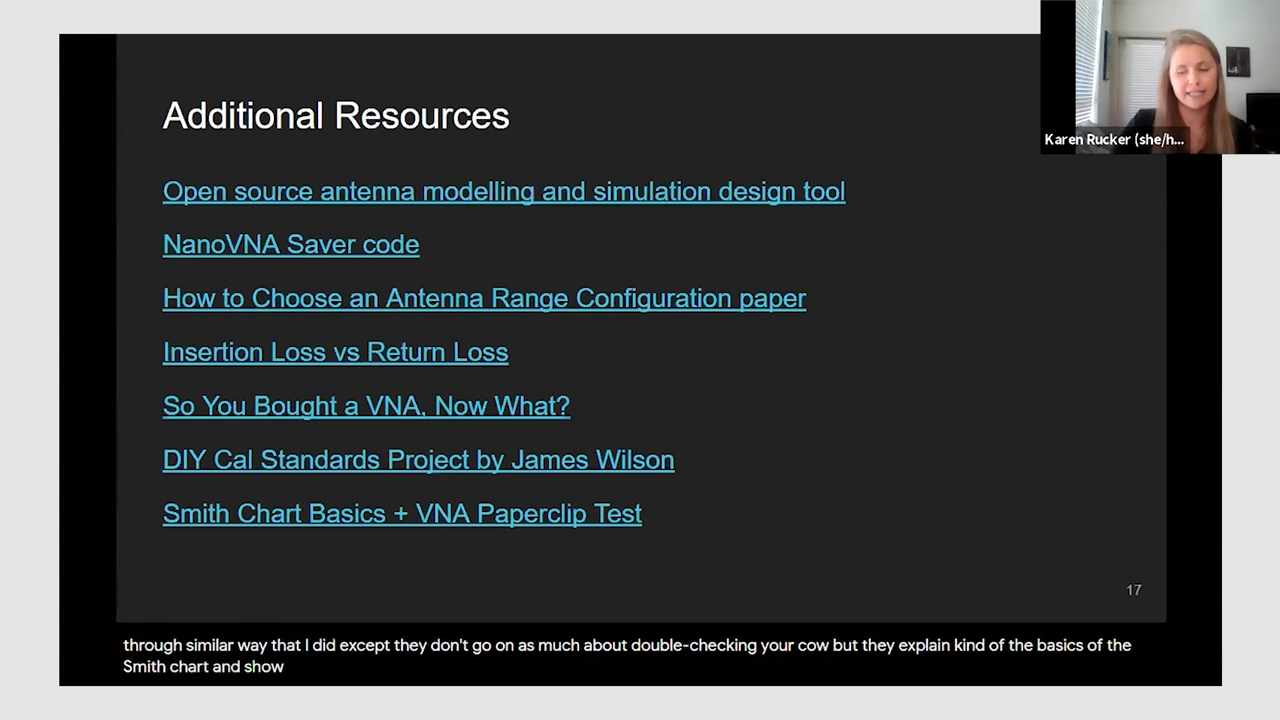 Additional Resources
Karen Rucker (she/h...
Open source antenna modelling and simulation design tool
NanoVNA Saver code
How to Choose an Antenna Range Configuration paper
Insertion Loss vs Return Loss
So You Bought a VNA, Now What?
DIY Cal Standards Project by James Wilson
Smith Chart Basics + VNA Paperclip Test
17
through similar way that I did except they don't go on as much about double-checking your cow but they explain kind of the basics of the
Smith chart and show